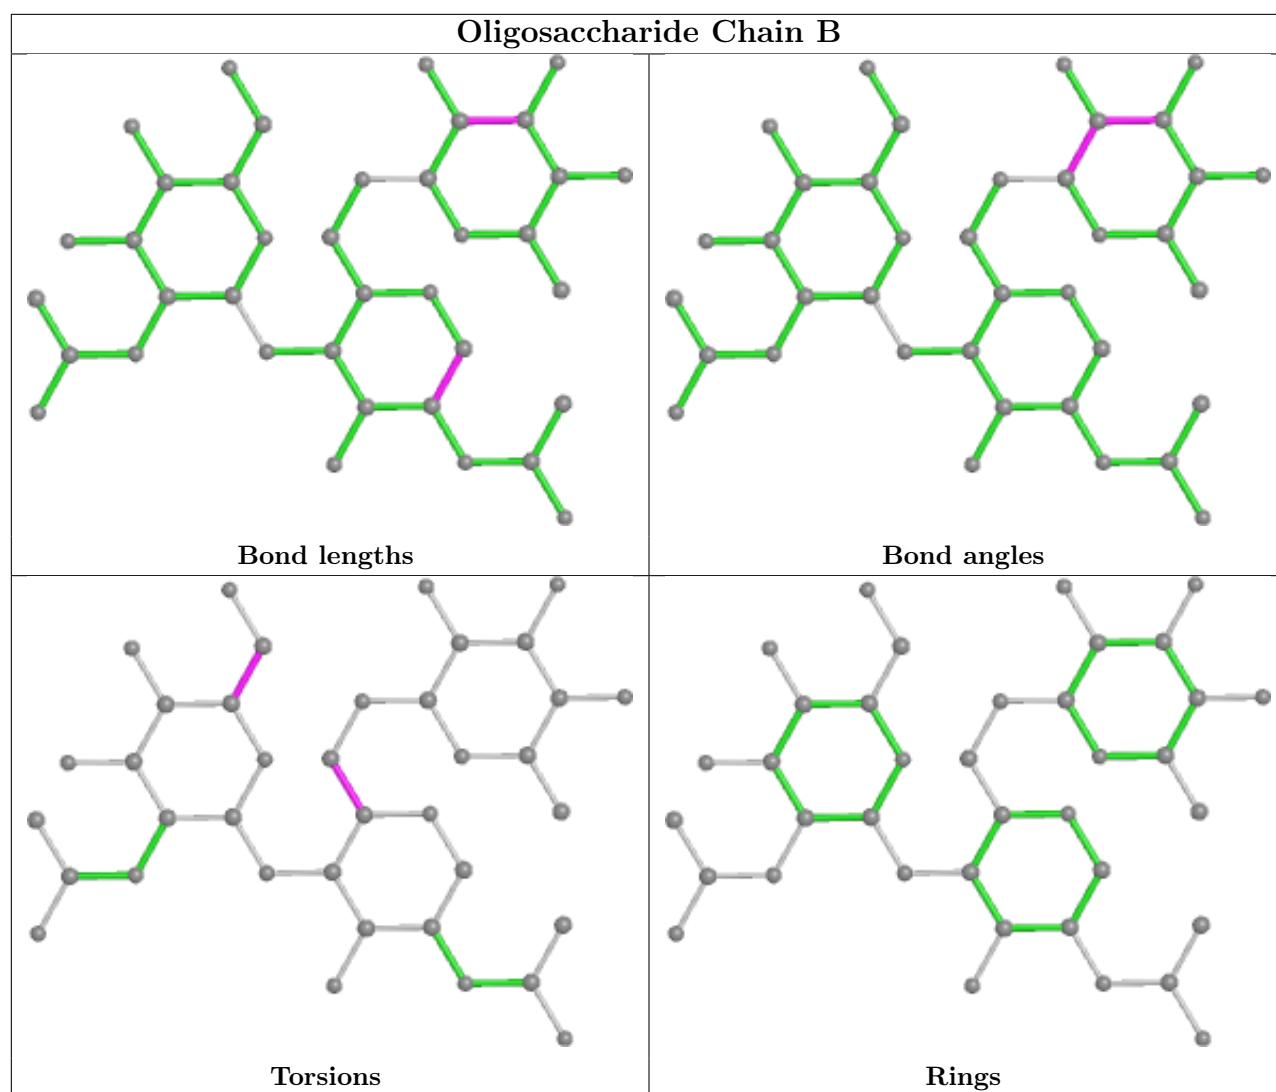 Oligosaccharide Chain B
Bond lengths
Bond angles
Torsions
Rings